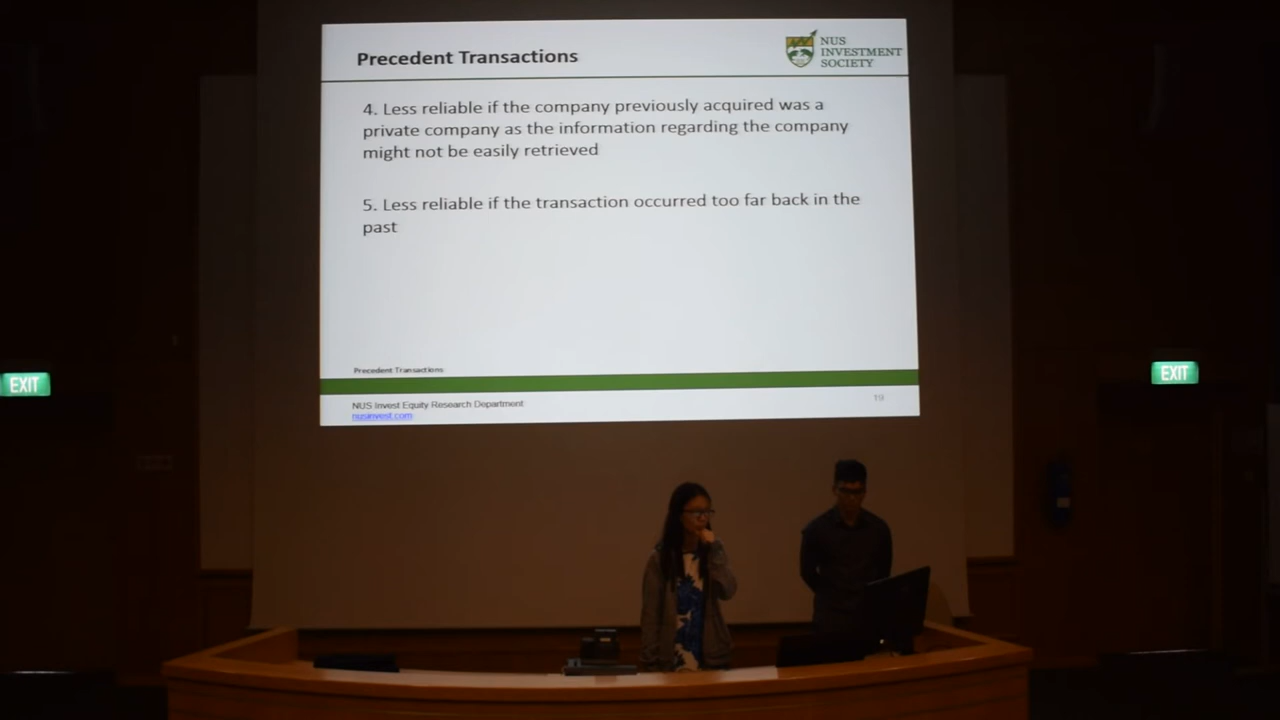 Precedent Transactions
NUS
INVESTMENT
SOCIETY
4. Less reliable if the company previously acquired was a
private company as the information regarding the company
might not be easily retrieved
5. Less reliable if the transaction occurred too far back in the
past
Precedent Transactions
NUS Invest Equity Research Department
19
nusinvest.com
EXIT
EXIT